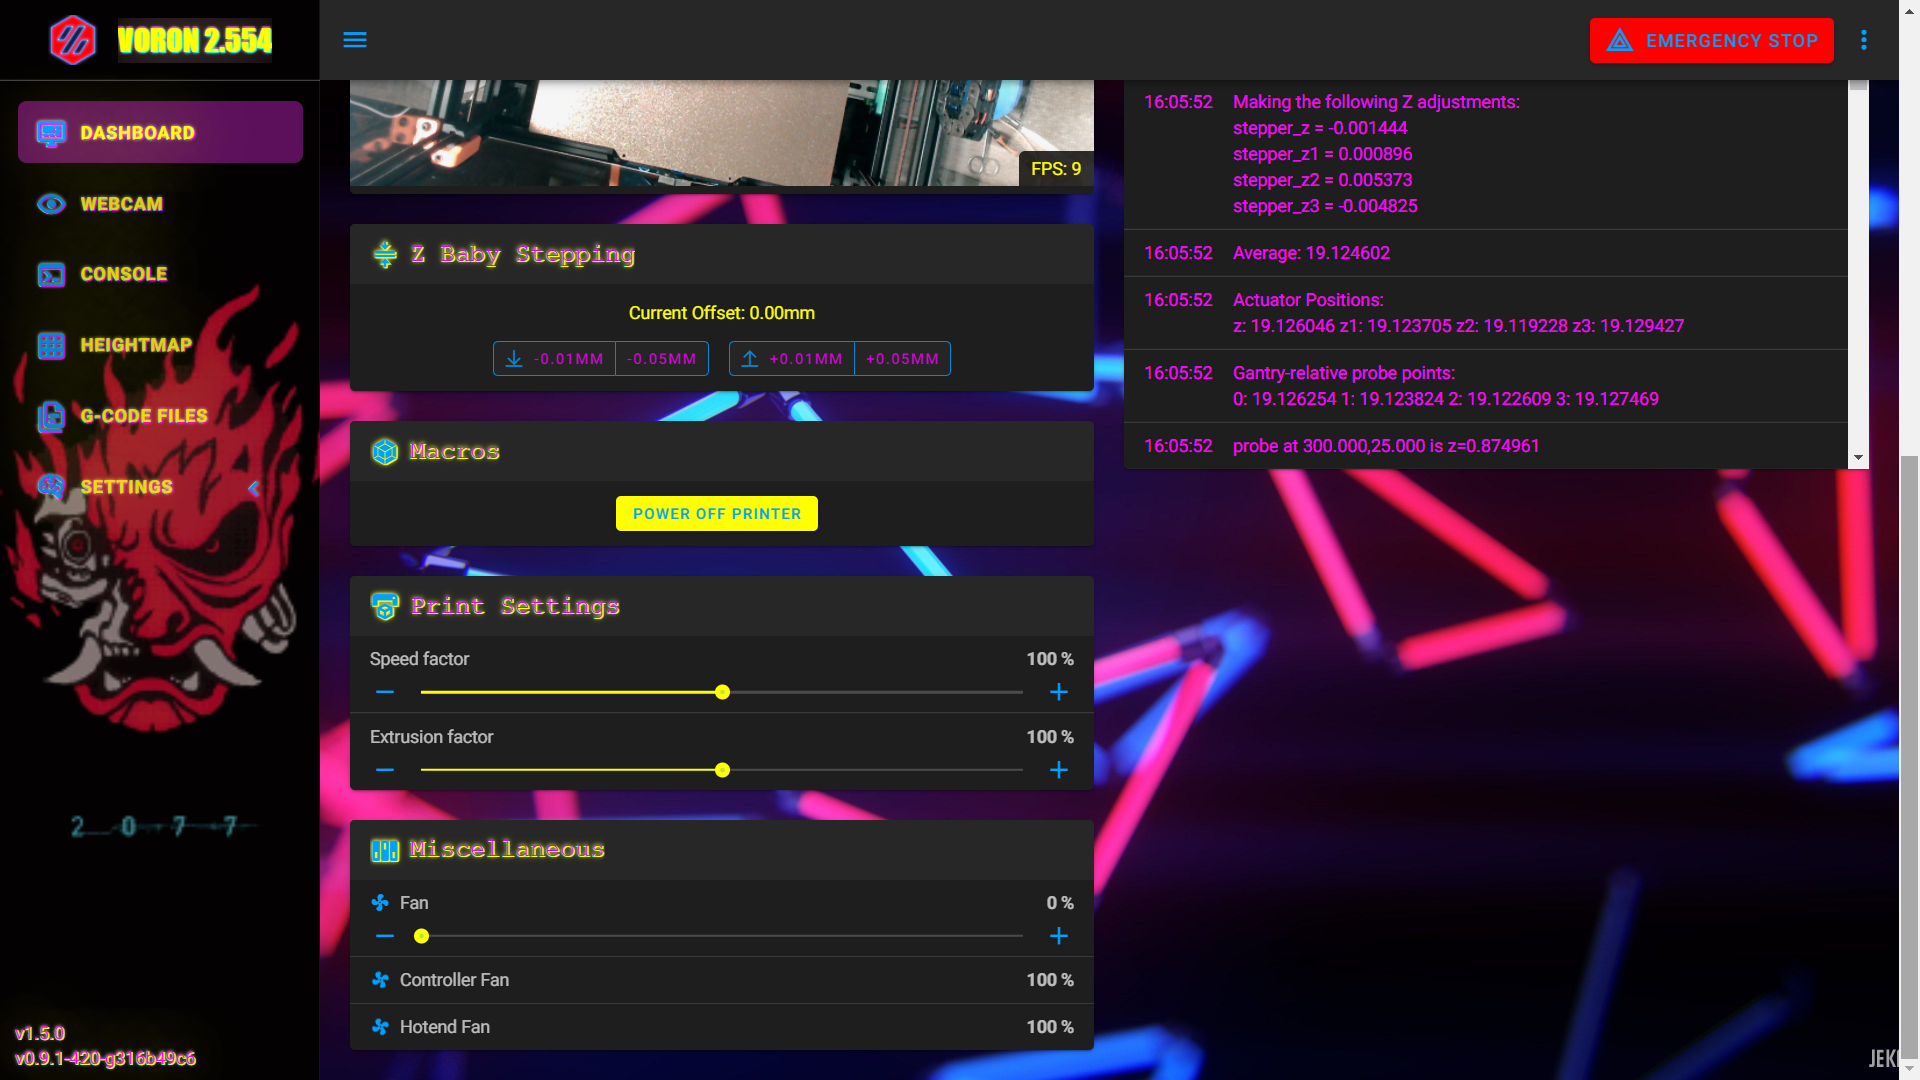 VORON 2.554
EMERGENCY STOP
DASHBOARD
WEBCAM
CONSOLE
HEIGHTMAP
G-CODE FILES
SETTINGS
2 0 7 7
v1.5.0
v0.9.1-420-g316b49c6
FPS: 9
Z Baby Stepping
Current Offset: 0.00mm
-0.01MM -0.05MM +0.01MM +0.05MM
Macros
POWER OFF PRINTER
Print Settings
Speed factor 100 %
Extrusion factor 100 %
Miscellaneous
Fan 0 %
Controller Fan 100 %
Hotend Fan 100 %
16:05:52 Making the following Z adjustments:
stepper_z = -0.001444
stepper_z1 = 0.000896
stepper_z2 = 0.005373
stepper_z3 = -0.004825
16:05:52 Average: 19.124602
16:05:52 Actuator Positions:
z: 19.126046 z1: 19.123705 z2: 19.119228 z3: 19.129427
16:05:52 Gantry-relative probe points:
0: 19.126254 1: 19.123824 2: 19.122609 3: 19.127469
16:05:52 probe at 300.000,25.000 is z=0.874961